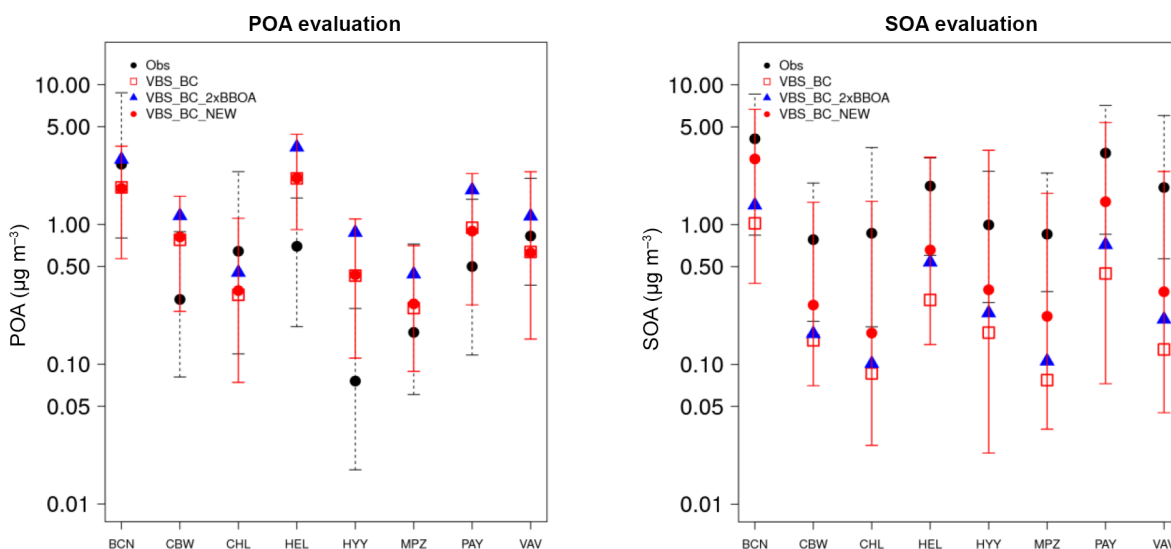 POA evaluation
Obs
VBS_BC
VBS_BC_2xBBOA
VBS_BC_NEW
POA (μg m⁻³)
10.00
5.00
1.00
0.50
0.10
0.05
0.01
BCN CBW CHL HEL HYY MPZ PAY VAV
SOA evaluation
Obs
VBS_BC
VBS_BC_2xBBOA
VBS_BC_NEW
SOA (μg m⁻³)
10.00
5.00
1.00
0.50
0.10
0.05
0.01
BCN CBW CHL HEL HYY MPZ PAY VAV